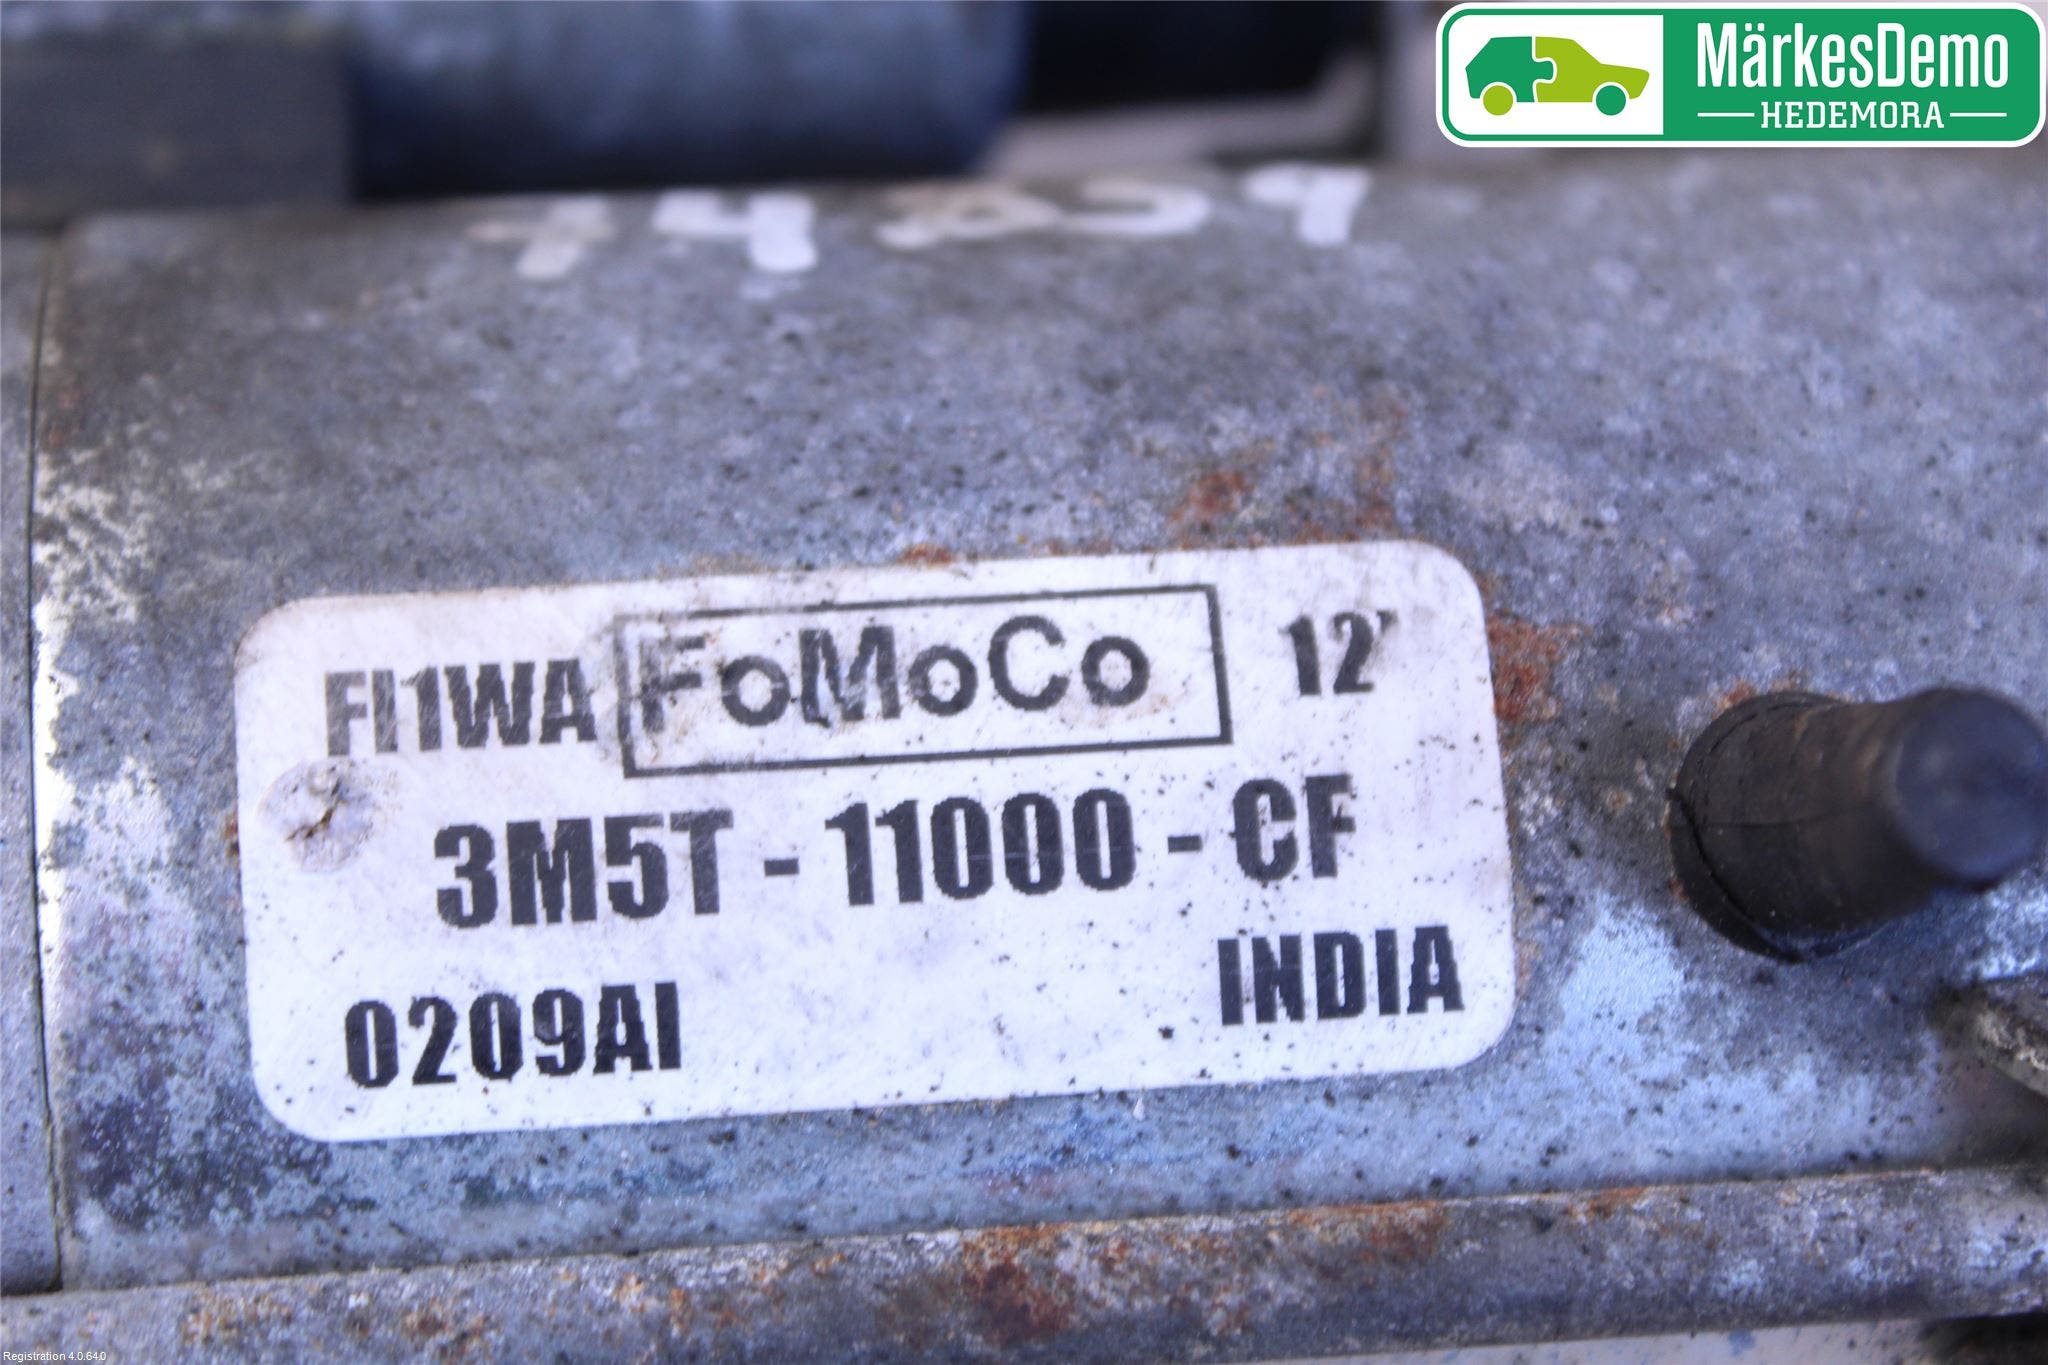 MärkesDemo
HEDEMORA
FI1WA FoMoCo 12
3M5T - 11000 - CF
0209AI INDIA
Registration 4.0.64.0